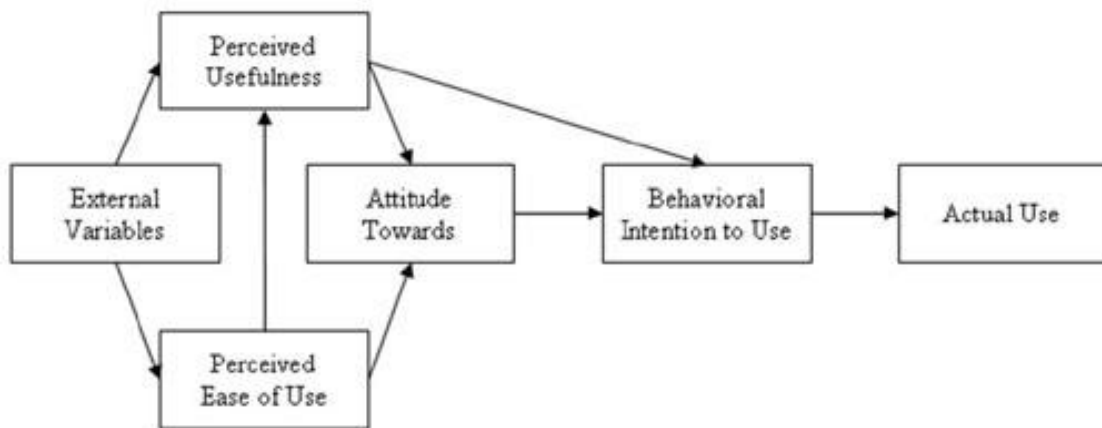 Perceived
Usefulness
External
Variables
Attitude
Towards
Behavioral
Intention to Use
Actual Use
Perceived
Ease of Use